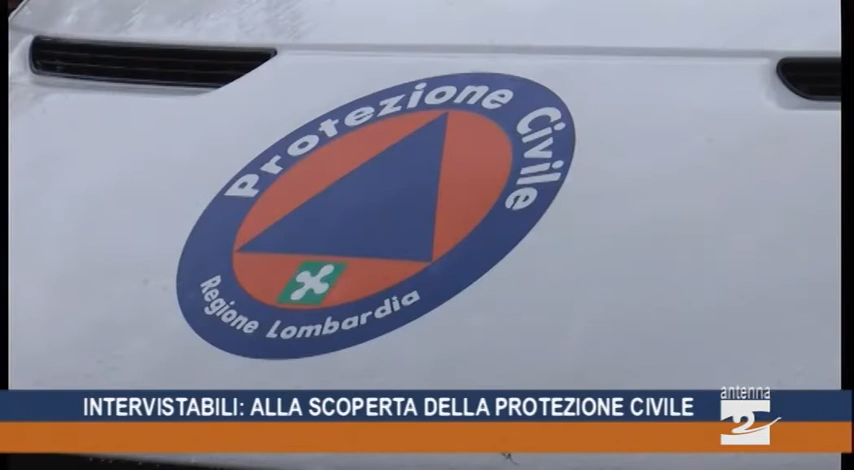 Protezione Civile
Regione Lombardia
INTERVISTABILI: ALLA SCOPERTA DELLA PROTEZIONE CIVILE
antenna
2